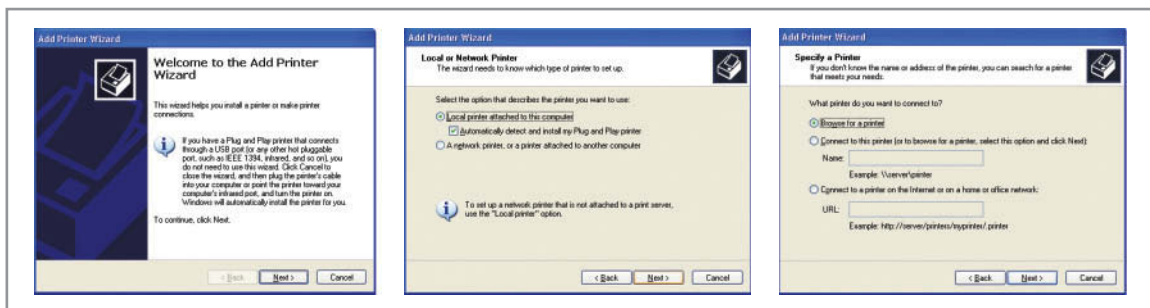 Add Printer Wizard
Welcome to the Add Printer
Wizard
This wizard helps you install a printer or make printer
connections.
If you have a Plug and Play printer that connects
through a USB port (or any other hot pluggable
port, such as IEEE 1394, infrared, and so on), you
do not need to use this wizard. Click Cancel to
close the wizard, and then plug the printer's cable
into your computer or point the printer toward your
computer's infrared port, and turn the printer on.
Windows will automatically install the printer for you.
To continue, click Next.
< Back
Next >
Cancel
Add Printer Wizard
Local or Network Printer
The wizard needs to know which type of printer to set up.
Select the option that describes the printer you want to use:
Local printer attached to this computer
Automatically detect and install my Plug and Play printer
A network printer, or a printer attached to another computer
To set up a network printer that is not attached to a print server,
use the "Local printer" option.
< Back
Next >
Cancel
Add Printer Wizard
Specify a Printer
If you don't know the name or address of the printer, you can search for a printer
that meets your needs.
What printer do you want to connect to?
Browse for a printer
Connect to this printer (or to browse for a printer, select this option and click Next):
Name:
Example: \\server\printer
Connect to a printer on the Internet or on a home or office network:
URL:
Example: http://server/printers/myprinter/.printer
< Back
Next >
Cancel